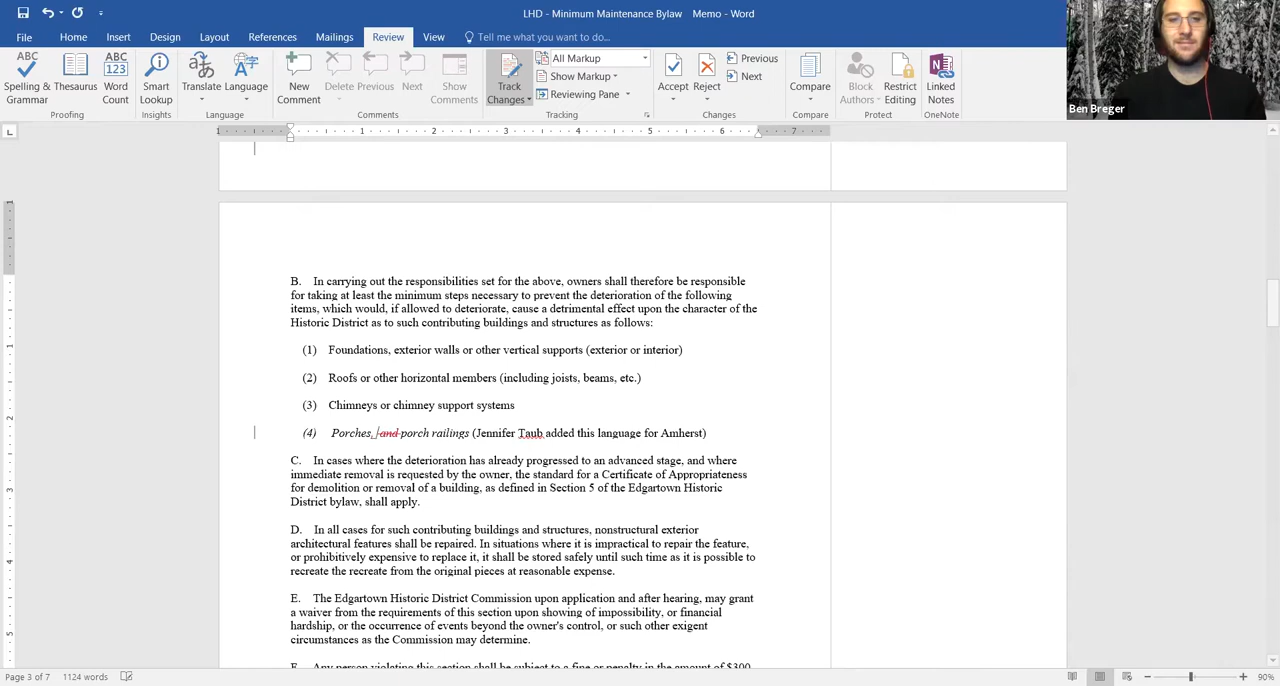 LHD - Minimum Maintenance Bylaw   Memo - Word
File Home Insert Design Layout References Mailings Review View Tell me what you want to do...
ABC
Spelling & Grammar
Thesaurus
ABC 123
Word Count
Smart Lookup
Translate
Language
New Comment
Delete
Previous
Next
Show Comments
Track Changes
All Markup
Show Markup
Reviewing Pane
Accept
Reject
Previous
Next
Compare
Block Authors
Restrict Editing
Linked Notes
Ben Breger
Proofing Insights Language Comments Tracking Changes Compare Protect OneNote
1 1 2 3 4 5 6 7
B. In carrying out the responsibilities set for the above, owners shall therefore be responsible
for taking at least the minimum steps necessary to prevent the deterioration of the following
items, which would, if allowed to deteriorate, cause a detrimental effect upon the character of the
Historic District as to such contributing buildings and structures as follows:
(1) Foundations, exterior walls or other vertical supports (exterior or interior)
(2) Roofs or other horizontal members (including joists, beams, etc.)
(3) Chimneys or chimney support systems
(4) Porches, and porch railings (Jennifer Taub added this language for Amherst)
C. In cases where the deterioration has already progressed to an advanced stage, and where
immediate removal is requested by the owner, the standard for a Certificate of Appropriateness
for demolition or removal of a building, as defined in Section 5 of the Edgartown Historic
District bylaw, shall apply.
D. In all cases for such contributing buildings and structures, nonstructural exterior
architectural features shall be repaired. In situations where it is impractical to repair the feature,
or prohibitively expensive to replace it, it shall be stored safely until such time as it is possible to
recreate the recreate from the original pieces at reasonable expense.
E. The Edgartown Historic District Commission upon application and after hearing, may grant
a waiver from the requirements of this section upon showing of impossibility, or financial
hardship, or the occurrence of events beyond the owner's control, or such other exigent
circumstances as the Commission may determine.
F. Any person violating this section shall be subject to a fine or penalty in the amount of $300
Page 3 of 7 1124 words 90%